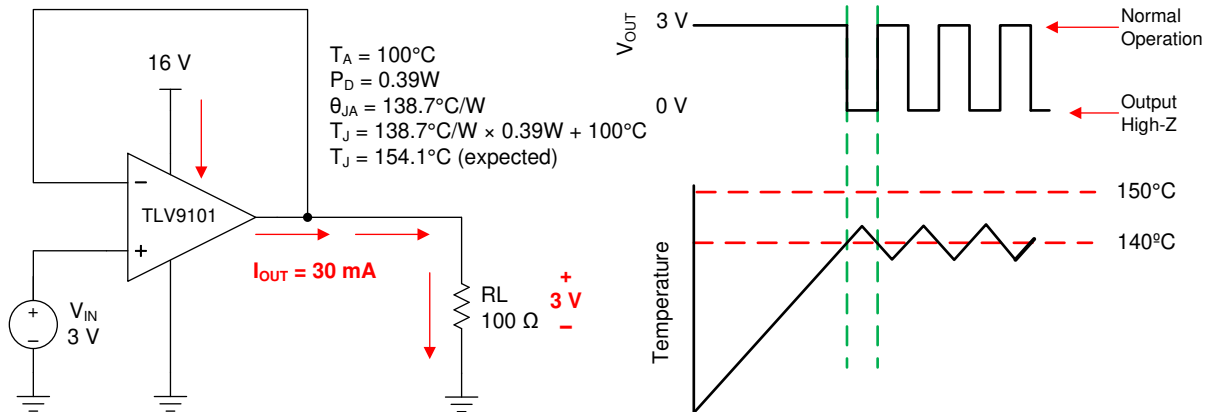 16 V
T_A = 100°C
P_D = 0.39W
θ_JA = 138.7°C/W
T_J = 138.7°C/W × 0.39W + 100°C
T_J = 154.1°C (expected)
−
TLV9101
+
I_OUT = 30 mA
+
−
V_IN
3 V
RL
100 Ω
+
3 V
−
V_OUT
3 V
0 V
Normal
Operation
Output
High-Z
Temperature
150°C
140ºC